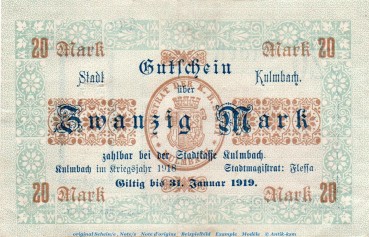 20 Mark Mark 20
Gutschein
Stadt Kulmbach.
über
Zwanzig Mark
zahlbar bei der Stadtkasse Kulmbach.
Kulmbach im Kriegsjahr 1918 Stadtmagistrat: Flessa
Giltig bis 31. Januar 1919.
20 Mark Mark 20